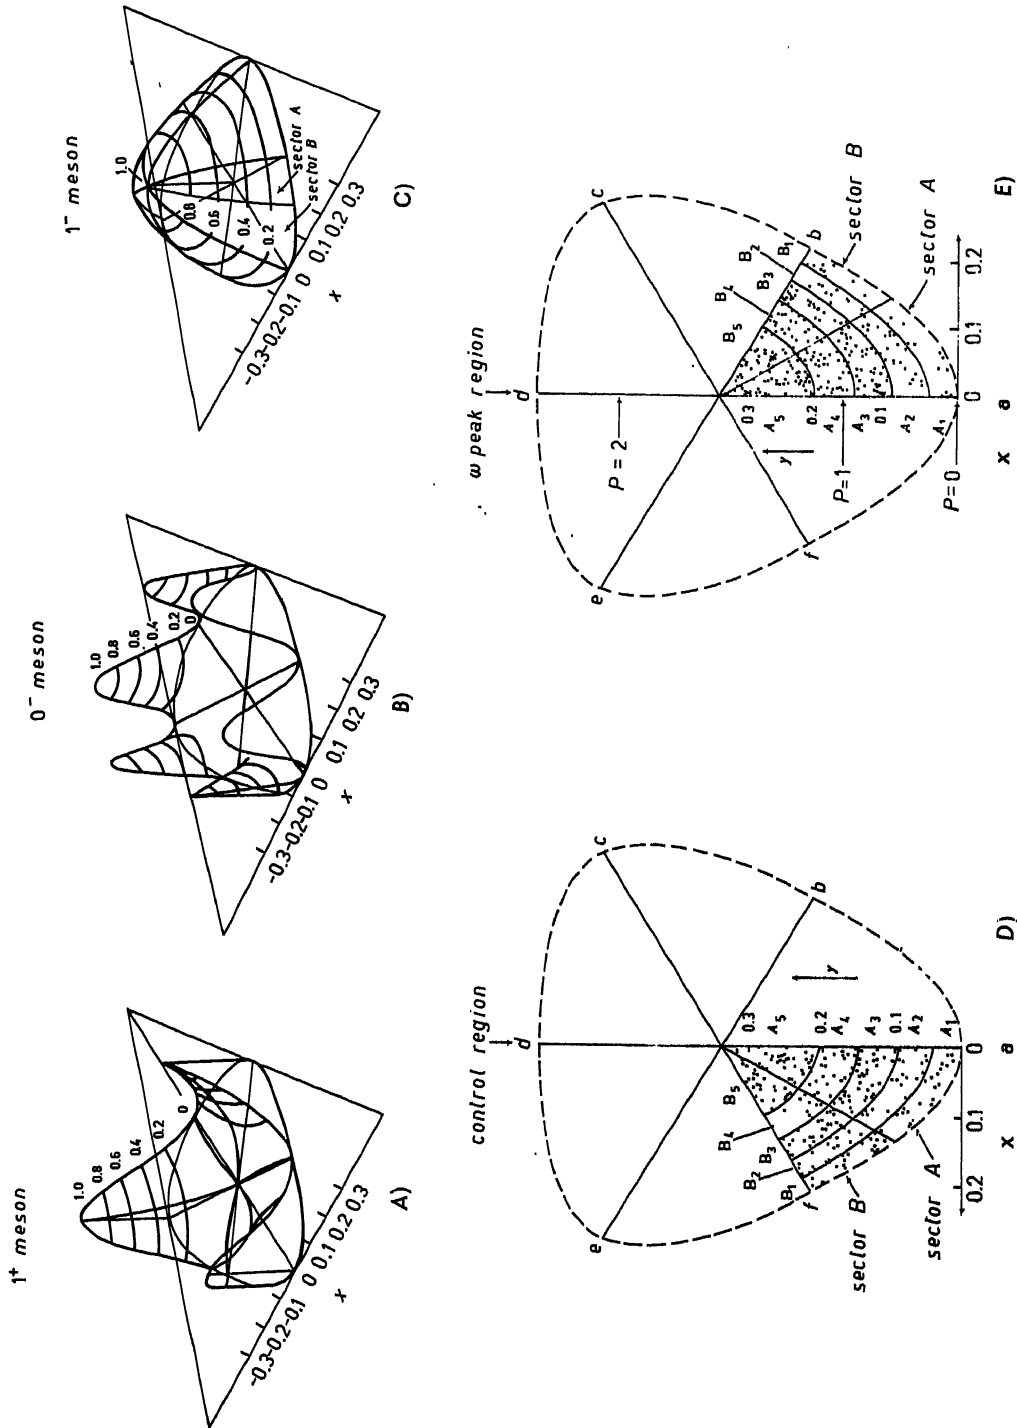 1⁺ meson
1.0
0.8
0.6
0.4
0.2
0
-0.3-0.2-0.1 0 0.1 0.2 0.3
x
A)
0⁻ meson
1.0
0.8
0.6
0.4
0.2
0
-0.3-0.2-0.1 0 0.1 0.2 0.3
x
B)
1⁻ meson
1.0
0.8
0.6
0.4
0.2
sector A
sector B
-0.3-0.2-0.1 0 0.1 0.2 0.3
x
C)
control region
d
e
c
f
b
y
0.3
A₅
0.2
A₄
A₃
0.1
A₂
A₁
B₅
B₄
B₃
B₂
B₁
sector B
sector A
0.2
0.1
0
x
a
D)
ω peak region
d
P = 2
e
c
f
b
y
0.3
A₅
0.2
A₄
P=1
A₃
0.1
A₂
A₁
P=0
B₅
B₄
B₃
B₂
B₁
sector B
sector A
0
0.1
0.2
x
a
E)